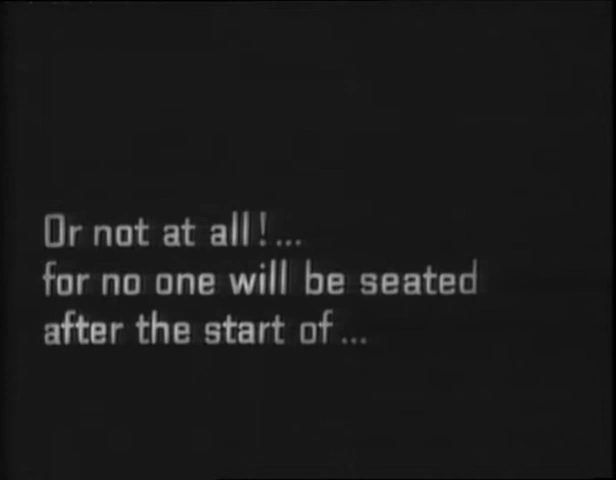 Or not at all!...
for no one will be seated
after the start of...